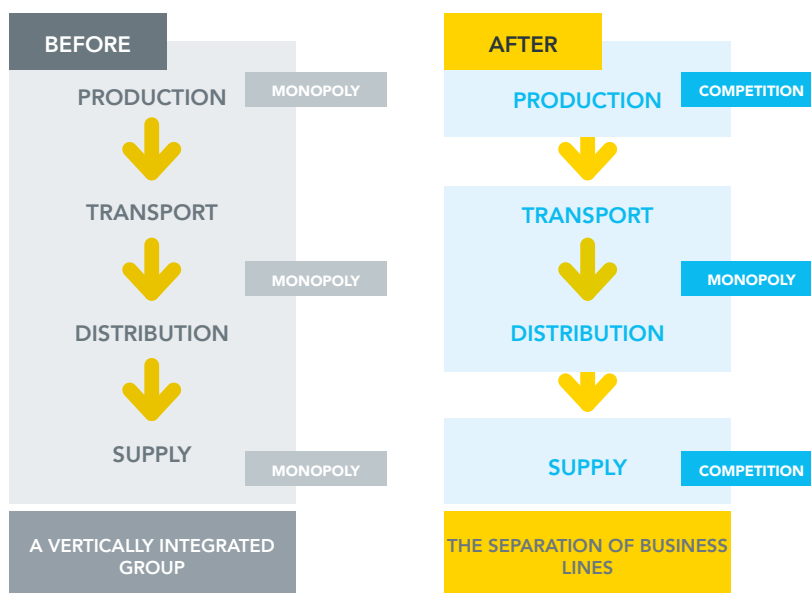 BEFORE
PRODUCTION
MONOPOLY
TRANSPORT
MONOPOLY
DISTRIBUTION
SUPPLY
MONOPOLY
A VERTICALLY INTEGRATED
GROUP
AFTER
PRODUCTION
COMPETITION
TRANSPORT
MONOPOLY
DISTRIBUTION
SUPPLY
COMPETITION
THE SEPARATION OF BUSINESS
LINES